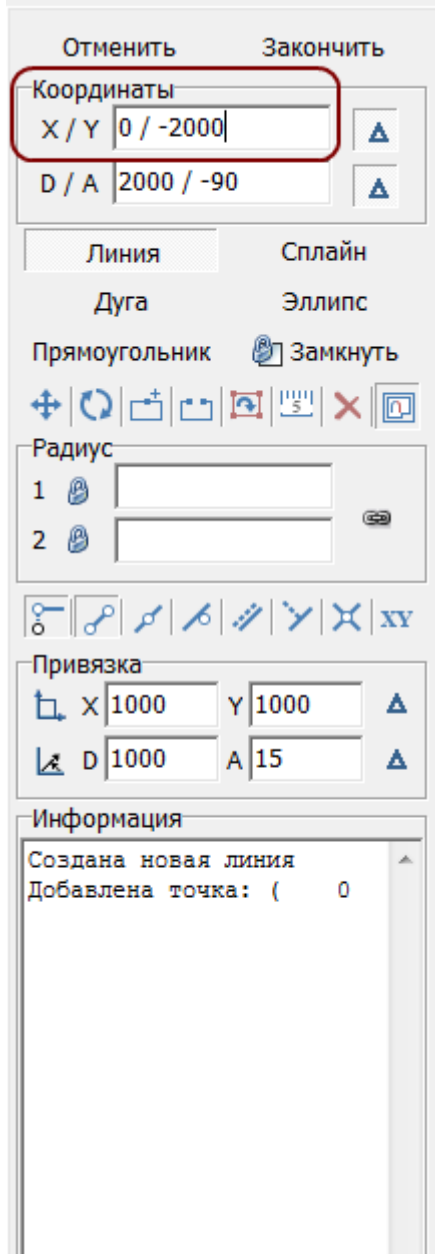 Отменить Закончить
Координаты
X / Y 0 / -2000
D / A 2000 / -90
Линия Сплайн
Дуга Эллипс
Прямоугольник Замкнуть
5
Радиус
1
2
XY
Привязка
X 1000 Y 1000
D 1000 A 15
Информация
Создана новая линия
Добавлена точка: ( 0